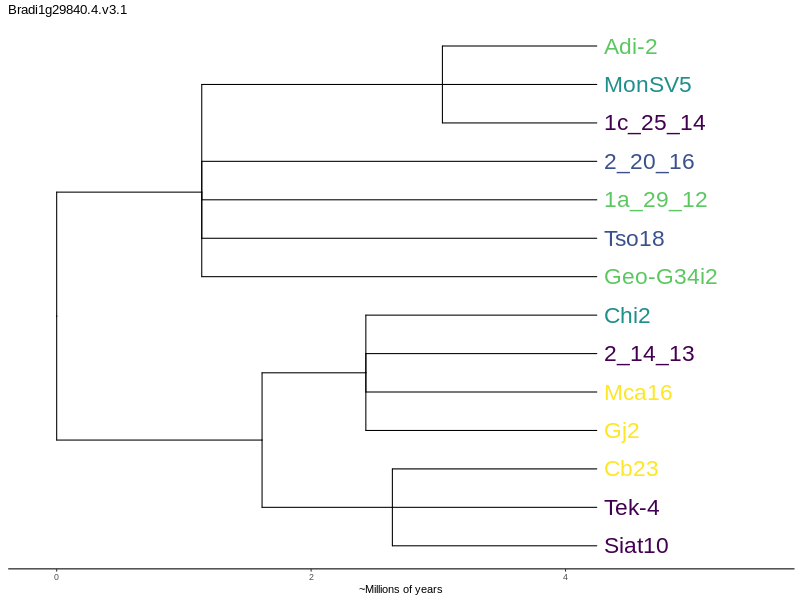 Bradi1g29840.4.v3.1
Adi-2
MonSV5
1c_25_14
2_20_16
1a_29_12
Tso18
Geo-G34i2
Chi2
2_14_13
Mca16
Gj2
Cb23
Tek-4
Siat10
0 2 4
~Millions of years